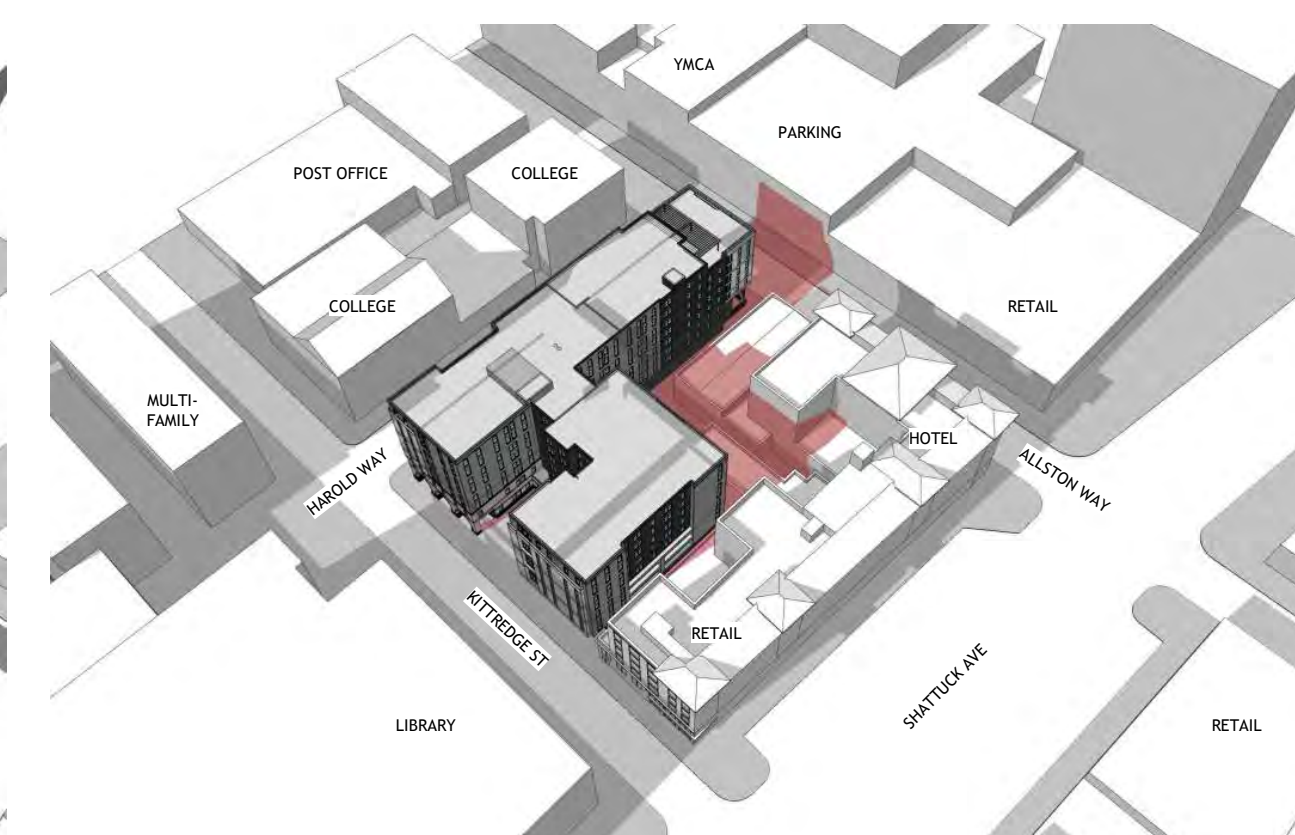 YMCA
PARKING
POST OFFICE
COLLEGE
COLLEGE
RETAIL
MULTI-
FAMILY
HOTEL
HAROLD WAY
ALLSTON WAY
KITTREDGE ST
RETAIL
SHATTUCK AVE
LIBRARY
RETAIL